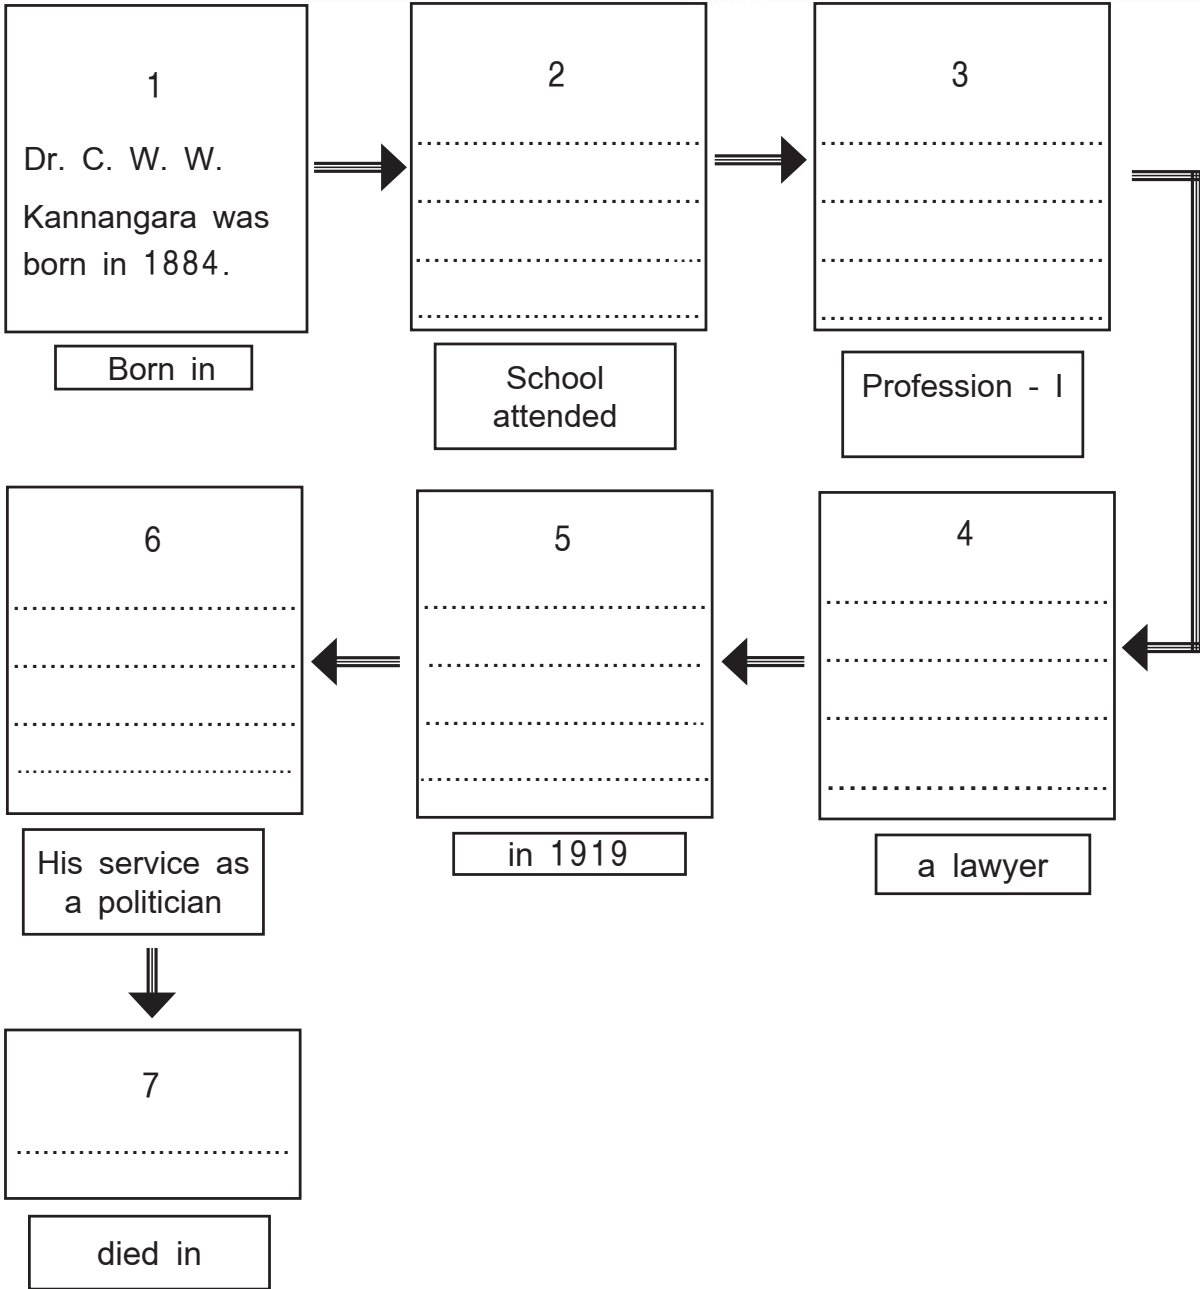 1
Dr. C. W. W.
Kannangara was
born in 1884.
Born in
2
School
attended
3
Profession - I
4
a lawyer
5
in 1919
6
His service as
a politician
7
died in